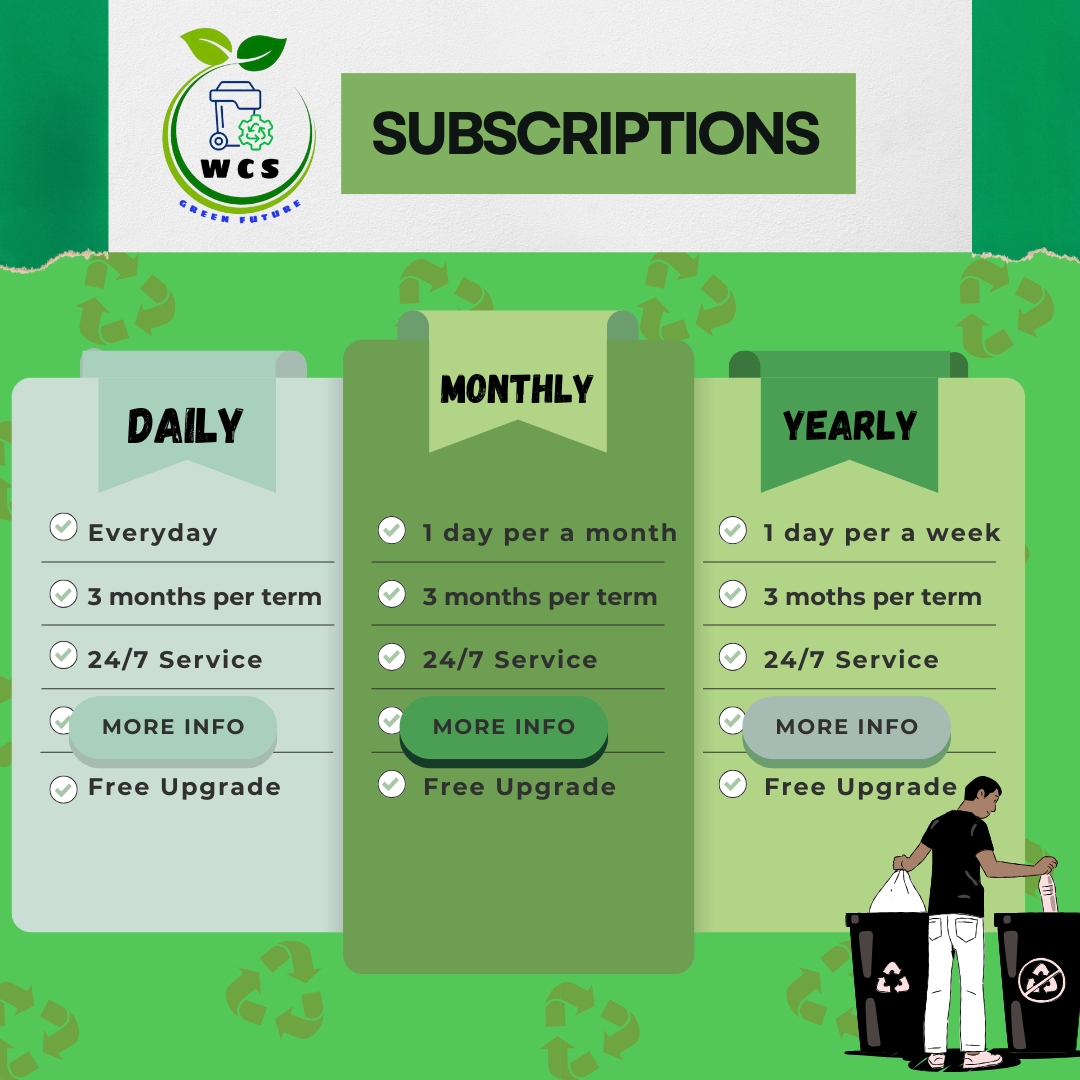 WCS
GREEN FUTURE
SUBSCRIPTIONS
DAILY
Everyday
3 months per term
24/7 Service
MORE INFO
Free Upgrade
MONTHLY
1 day per a month
3 months per term
24/7 Service
MORE INFO
Free Upgrade
YEARLY
1 day per a week
3 moths per term
24/7 Service
MORE INFO
Free Upgrade